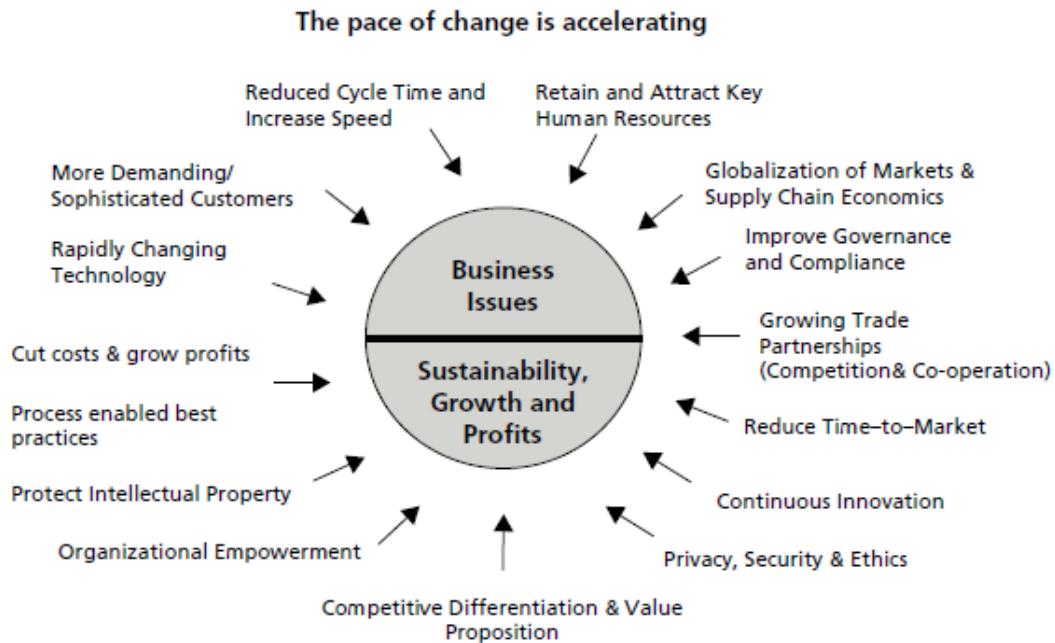 The pace of change is accelerating
Reduced Cycle Time and
Increase Speed
Retain and Attract Key
Human Resources
More Demanding/
Sophisticated Customers
Globalization of Markets &
Supply Chain Economics
Rapidly Changing
Technology
Improve Governance
and Compliance
Business
Issues
Growing Trade
Partnerships
(Competition& Co-operation)
Cut costs & grow profits
Sustainability,
Growth and
Profits
Process enabled best
practices
Reduce Time–to–Market
Protect Intellectual Property
Continuous Innovation
Organizational Empowerment
Privacy, Security & Ethics
Competitive Differentiation & Value
Proposition